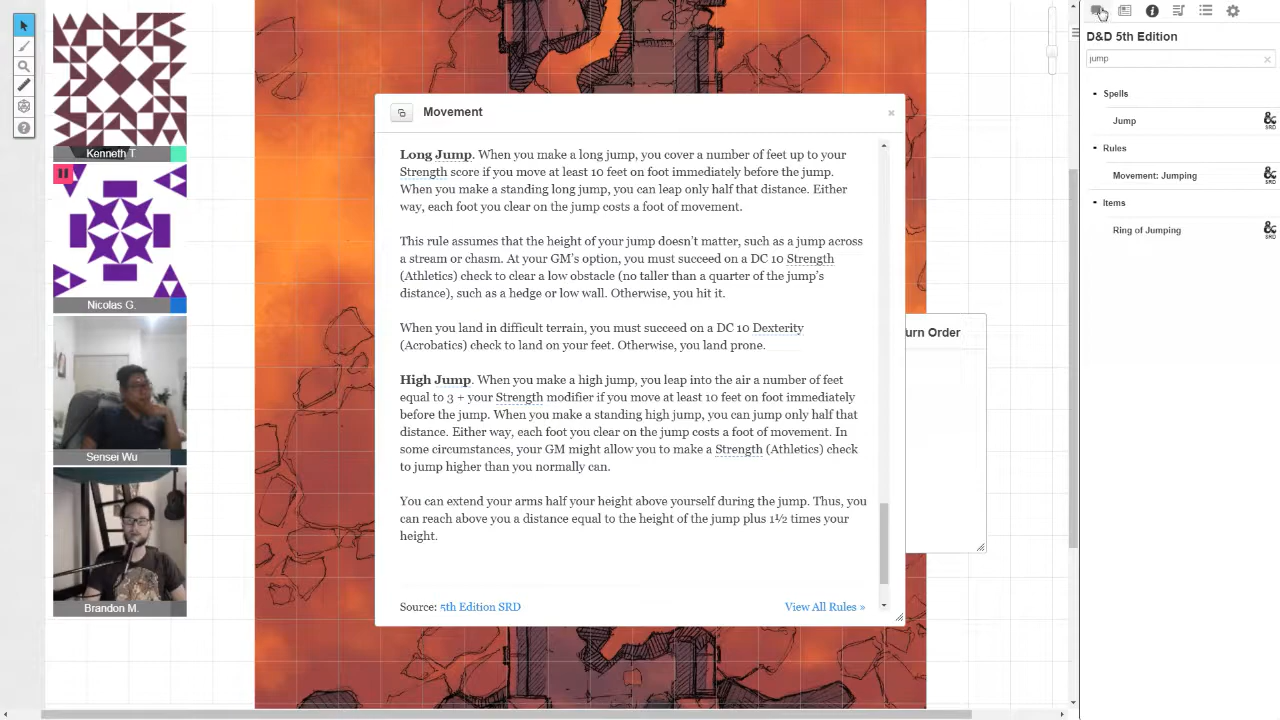 Kenneth T
Nicolas G.
Sensei Wu
Brandon M.
Movement
Long Jump. When you make a long jump, you cover a number of feet up to your
Strength score if you move at least 10 feet on foot immediately before the jump.
When you make a standing long jump, you can leap only half that distance. Either
way, each foot you clear on the jump costs a foot of movement.
This rule assumes that the height of your jump doesn't matter, such as a jump across
a stream or chasm. At your GM's option, you must succeed on a DC 10 Strength
(Athletics) check to clear a low obstacle (no taller than a quarter of the jump's
distance), such as a hedge or low wall. Otherwise, you hit it.
When you land in difficult terrain, you must succeed on a DC 10 Dexterity
(Acrobatics) check to land on your feet. Otherwise, you land prone.
High Jump. When you make a high jump, you leap into the air a number of feet
equal to 3 + your Strength modifier if you move at least 10 feet on foot immediately
before the jump. When you make a standing high jump, you can jump only half that
distance. Either way, each foot you clear on the jump costs a foot of movement. In
some circumstances, your GM might allow you to make a Strength (Athletics) check
to jump higher than you normally can.
You can extend your arms half your height above yourself during the jump. Thus, you
can reach above you a distance equal to the height of the jump plus 1½ times your
height.
Source: 5th Edition SRD
View All Rules »
urn Order
D&D 5th Edition
jump
Spells
Jump
& SRD
Rules
Movement: Jumping
& SRD
Items
Ring of Jumping
& SRD